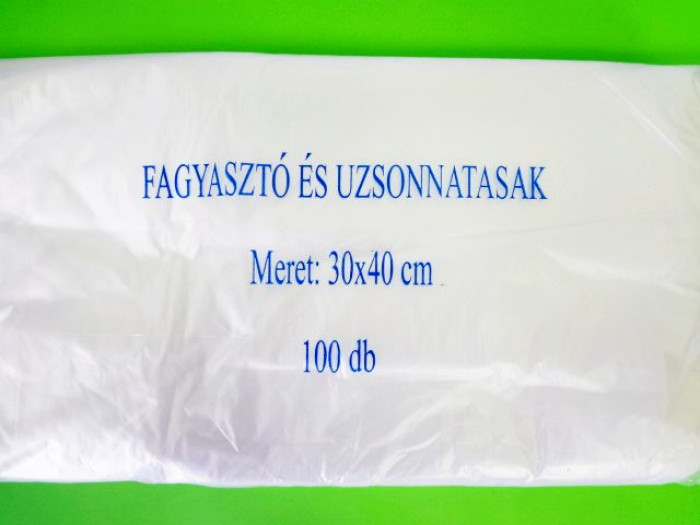 FAGYASZTÓ ÉS UZSONNATASAK
Meret: 30x40 cm
100 db